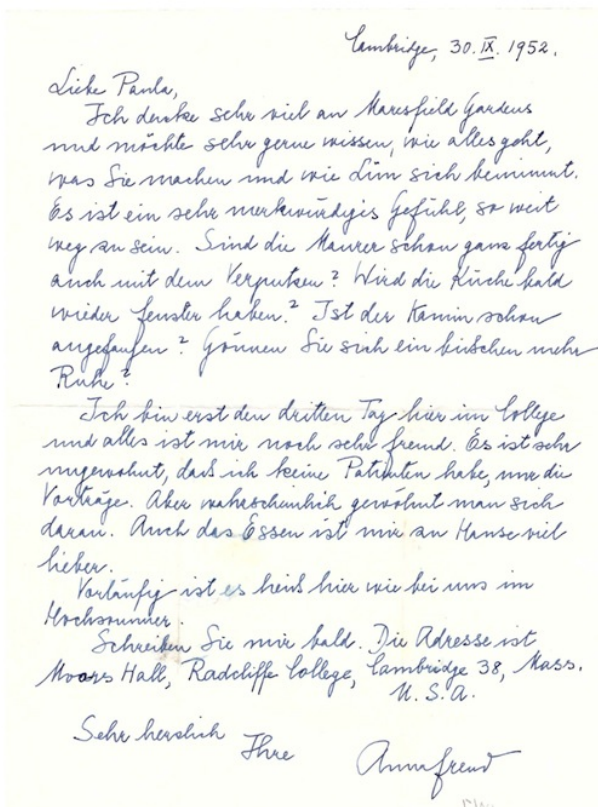 Cambridge, 30. IX. 1952.
Liebe Paula,
Ich denke sehr viel an Maresfield Gardens
und möchte sehr gerne wissen, wie alles geht,
was Sie machen und wie Lün sich benimmt.
Es ist ein sehr merkwürdiges Gefühl, so weit
weg zu sein. Sind die Maurer schon ganz fertig
auch mit dem Verputzen? Wird die Küche bald
wieder Fenster haben? Ist der Kamin schon
angefangen? Gönnen Sie sich ein bischen mehr
Ruhe?
Ich bin erst den dritten Tag hier im College
und alles ist mir noch sehr fremd. Es ist sehr
ungewohnt, daß ich keine Patienten habe, nur die
Vorträge. Aber wahrscheinlich gewöhnt man sich
daran. Auch das Essen ist mir zu Hause viel
lieber.
Vorläufig ist es heiß hier wie bei uns im
Hochsommer.
Schreiben Sie mir bald. Die Adresse ist
Moors Hall, Radcliffe College, Cambridge 38, Mass.
U.S.A.
Sehr herzlich
Ihre
Anna Freud